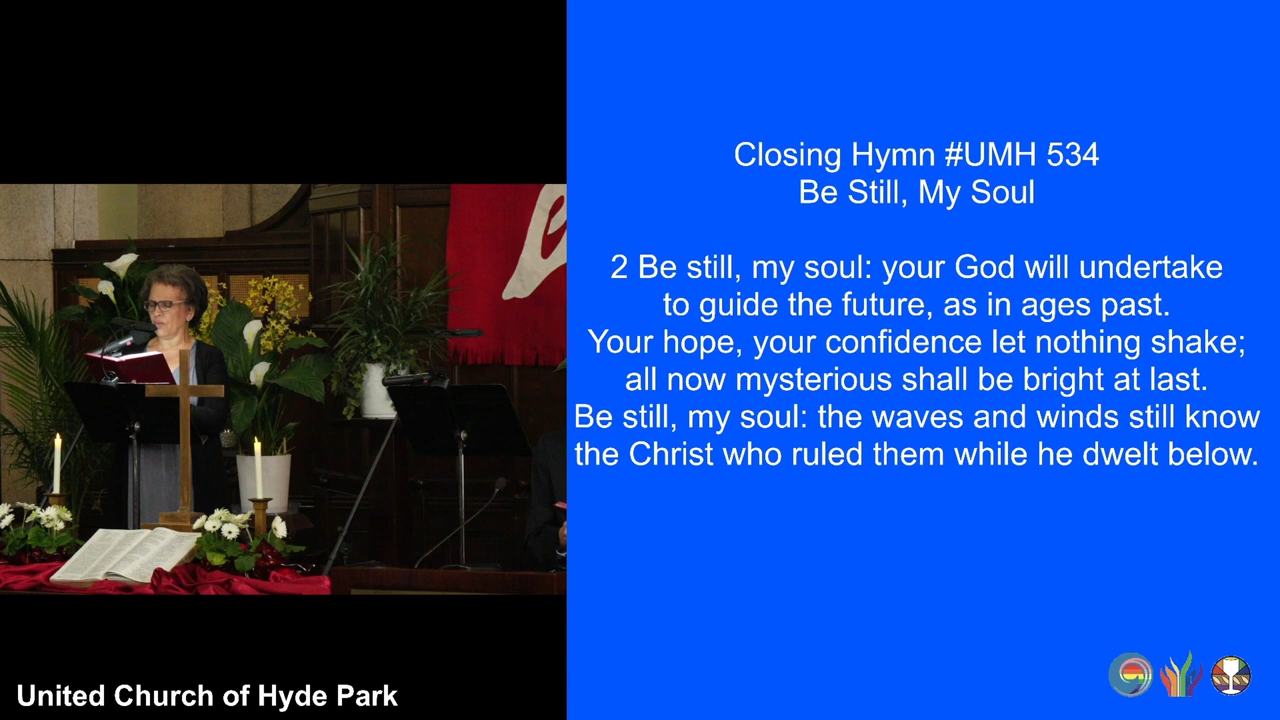 Closing Hymn #UMH 534
Be Still, My Soul
2 Be still, my soul: your God will undertake
to guide the future, as in ages past.
Your hope, your confidence let nothing shake;
all now mysterious shall be bright at last.
Be still, my soul: the waves and winds still know
the Christ who ruled them while he dwelt below.
United Church of Hyde Park